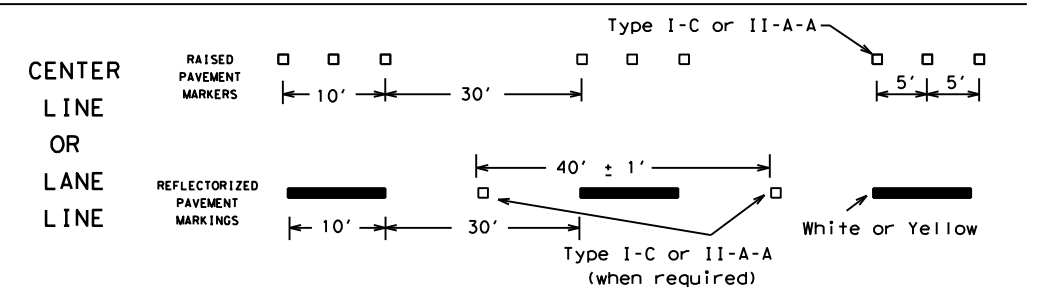 Type I-C or II-A-A
CENTER
LINE
OR
LANE
LINE
RAISED
PAVEMENT
MARKERS
10'
30'
5'
5'
REFLECTORIZED
PAVEMENT
MARKINGS
40' ± 1'
10'
30'
Type I-C or II-A-A
(when required)
White or Yellow